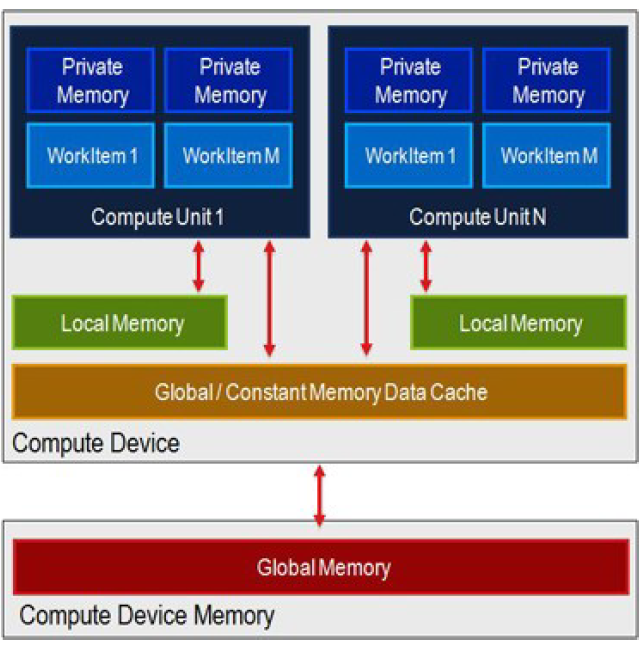 Private Memory
Private Memory
Private Memory
Private Memory
WorkItem 1
WorkItem M
WorkItem 1
WorkItem M
Compute Unit 1
Compute Unit N
Local Memory
Local Memory
Global / Constant Memory Data Cache
Compute Device
Global Memory
Compute Device Memory